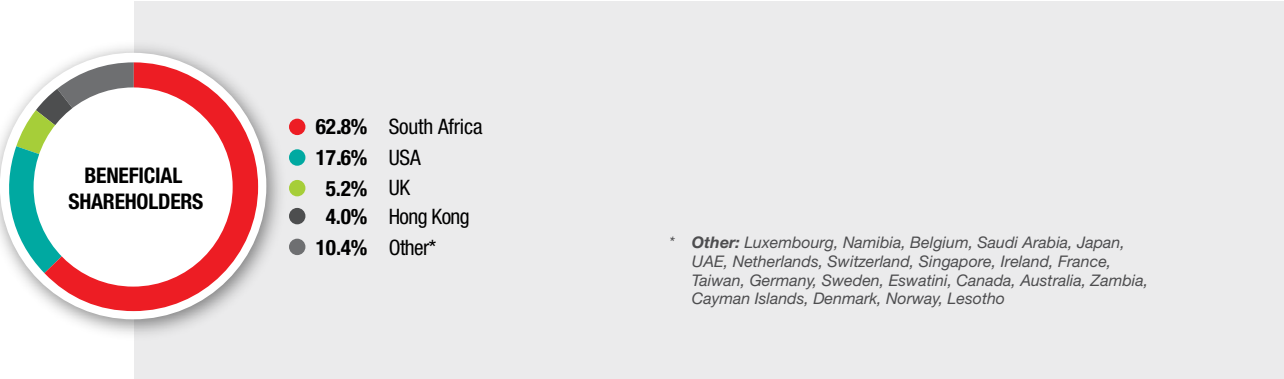 BENEFICIAL
SHAREHOLDERS
62.8% South Africa
17.6% USA
5.2% UK
4.0% Hong Kong
10.4% Other*
* Other: Luxembourg, Namibia, Belgium, Saudi Arabia, Japan,
UAE, Netherlands, Switzerland, Singapore, Ireland, France,
Taiwan, Germany, Sweden, Eswatini, Canada, Australia, Zambia,
Cayman Islands, Denmark, Norway, Lesotho